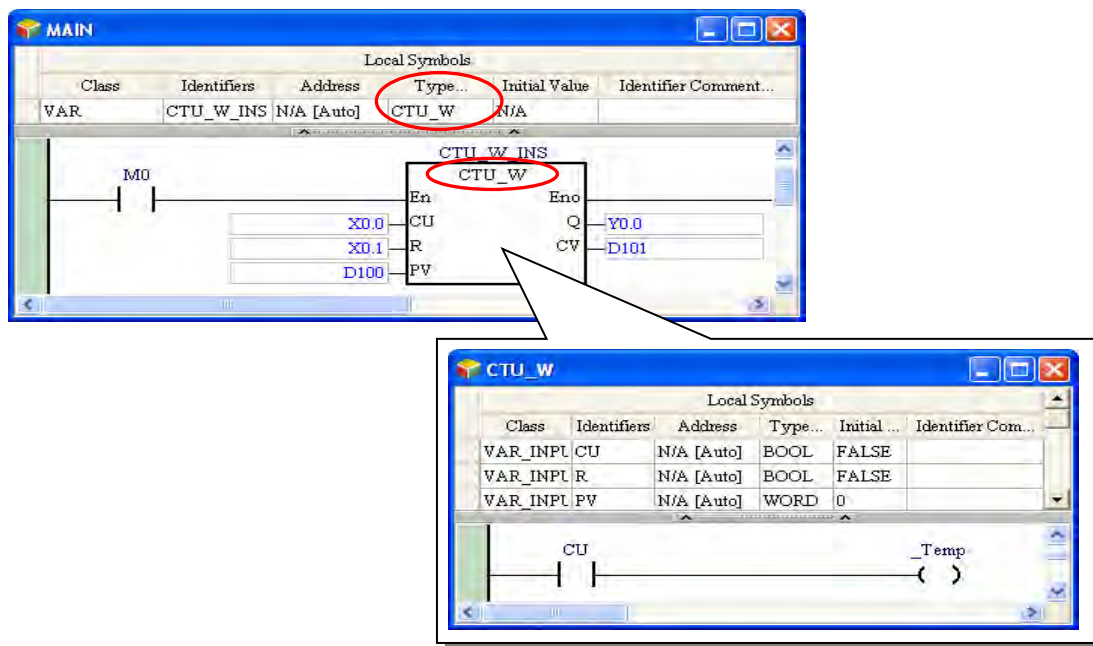 MAIN
Local Symbols
Class Identifiers Address Type... Initial Value Identifier Comment...
VAR CTU_W_INS N/A [Auto] CTU_W N/A
CTU_W_INS
M0 CTU_W
En Eno
X0.0 CU Q Y0.0
X0.1 R CV D101
D100 PV
CTU_W
Local Symbols
Class Identifiers Address Type... Initial ... Identifier Com...
VAR_INPU CU N/A [Auto] BOOL FALSE
VAR_INPU R N/A [Auto] BOOL FALSE
VAR_INPU PV N/A [Auto] WORD 0
CU _Temp